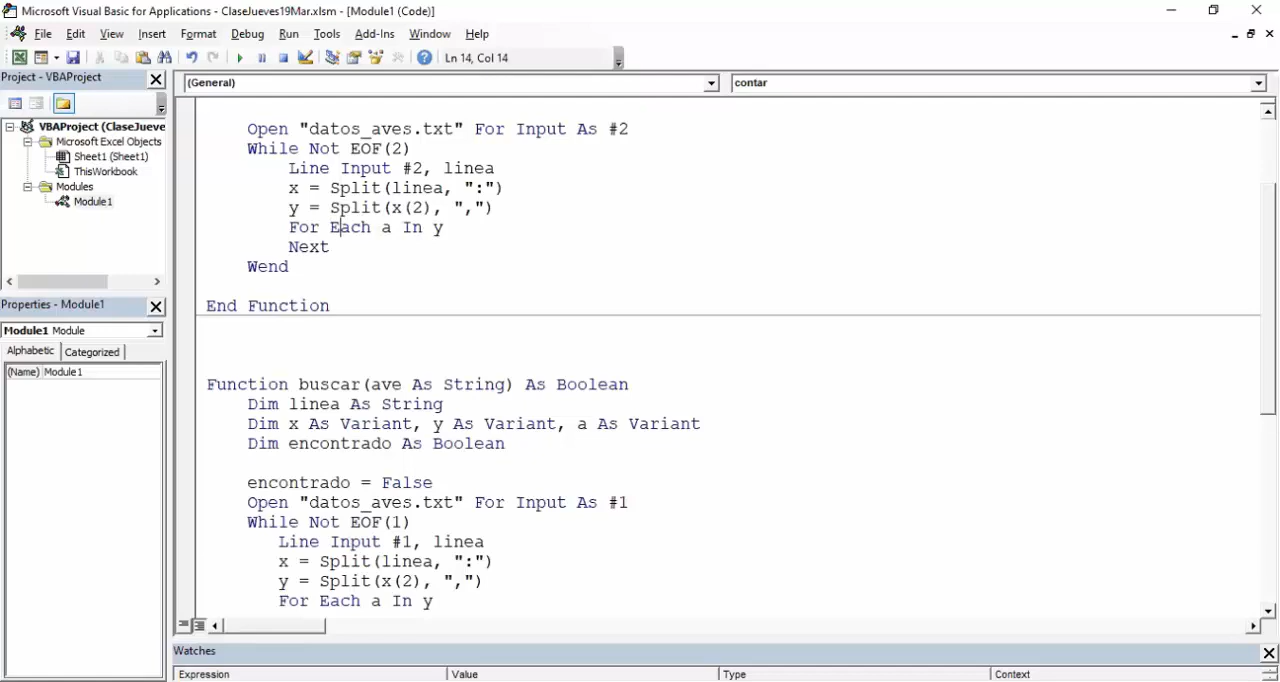 Microsoft Visual Basic for Applications - ClaseJueves19Mar.xlsm - [Module1 (Code)]
File Edit View Insert Format Debug Run Tools Add-Ins Window Help
Ln 14, Col 14
Project - VBAProject
(General)
contar
VBAProject (ClaseJueve
Microsoft Excel Objects
Sheet1 (Sheet1)
ThisWorkbook
Modules
Module1
Properties - Module1
Module1 Module
Alphabetic Categorized
(Name) Module1
Open "datos_aves.txt" For Input As #2
While Not EOF(2)
Line Input #2, linea
x = Split(linea, ":")
y = Split(x(2), ",")
For Each a In y
Next
Wend
End Function
Function buscar(ave As String) As Boolean
Dim linea As String
Dim x As Variant, y As Variant, a As Variant
Dim encontrado As Boolean
encontrado = False
Open "datos_aves.txt" For Input As #1
While Not EOF(1)
Line Input #1, linea
x = Split(linea, ":")
y = Split(x(2), ",")
For Each a In y
Watches
Expression Value Type Context